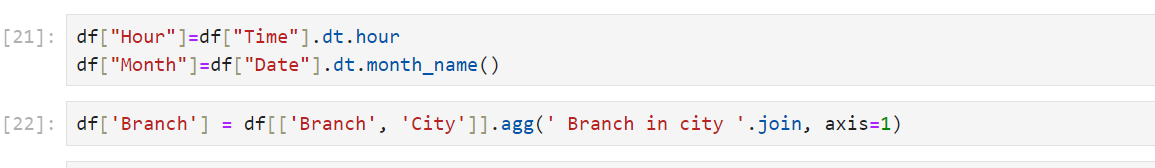 [21]: df["Hour"]=df["Time"].dt.hour
df["Month"]=df["Date"].dt.month_name()
[22]: df['Branch'] = df[['Branch', 'City']].agg(' Branch in city '.join, axis=1)